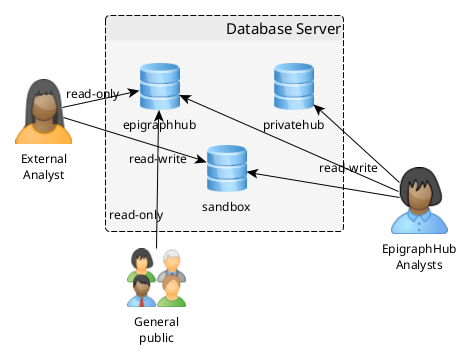 Database Server
read-only
epigraphhub
privatehub
External
Analyst
read-write
read-write
sandbox
read-only
EpigraphHub
Analysts
General
public